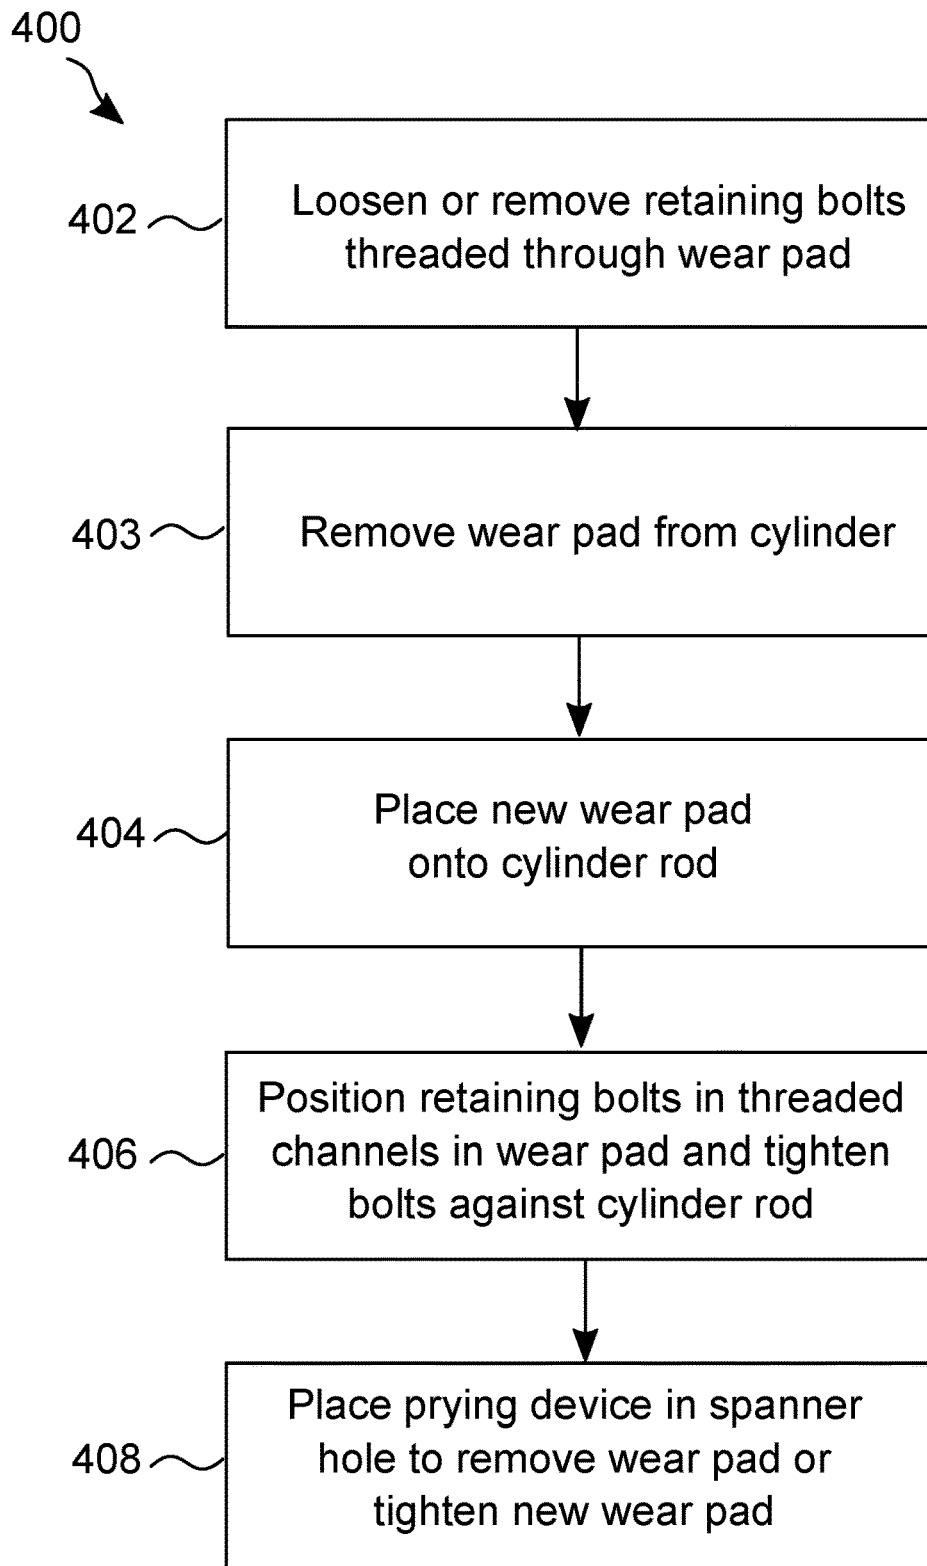 400
402
Loosen or remove retaining bolts
threaded through wear pad
403
Remove wear pad from cylinder
404
Place new wear pad
onto cylinder rod
406
Position retaining bolts in threaded
channels in wear pad and tighten
bolts against cylinder rod
408
Place prying device in spanner
hole to remove wear pad or
tighten new wear pad